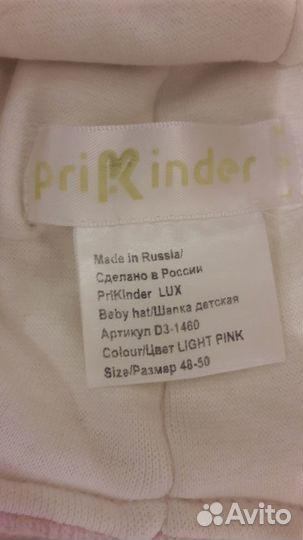 priKinder
Made in Russia/
Сделано в России
PriKinder LUX
Baby hat/Шапка детская
Артикул D3-1460
Colour/Цвет LIGHT PINK
Size/Размер 48-50
Avito